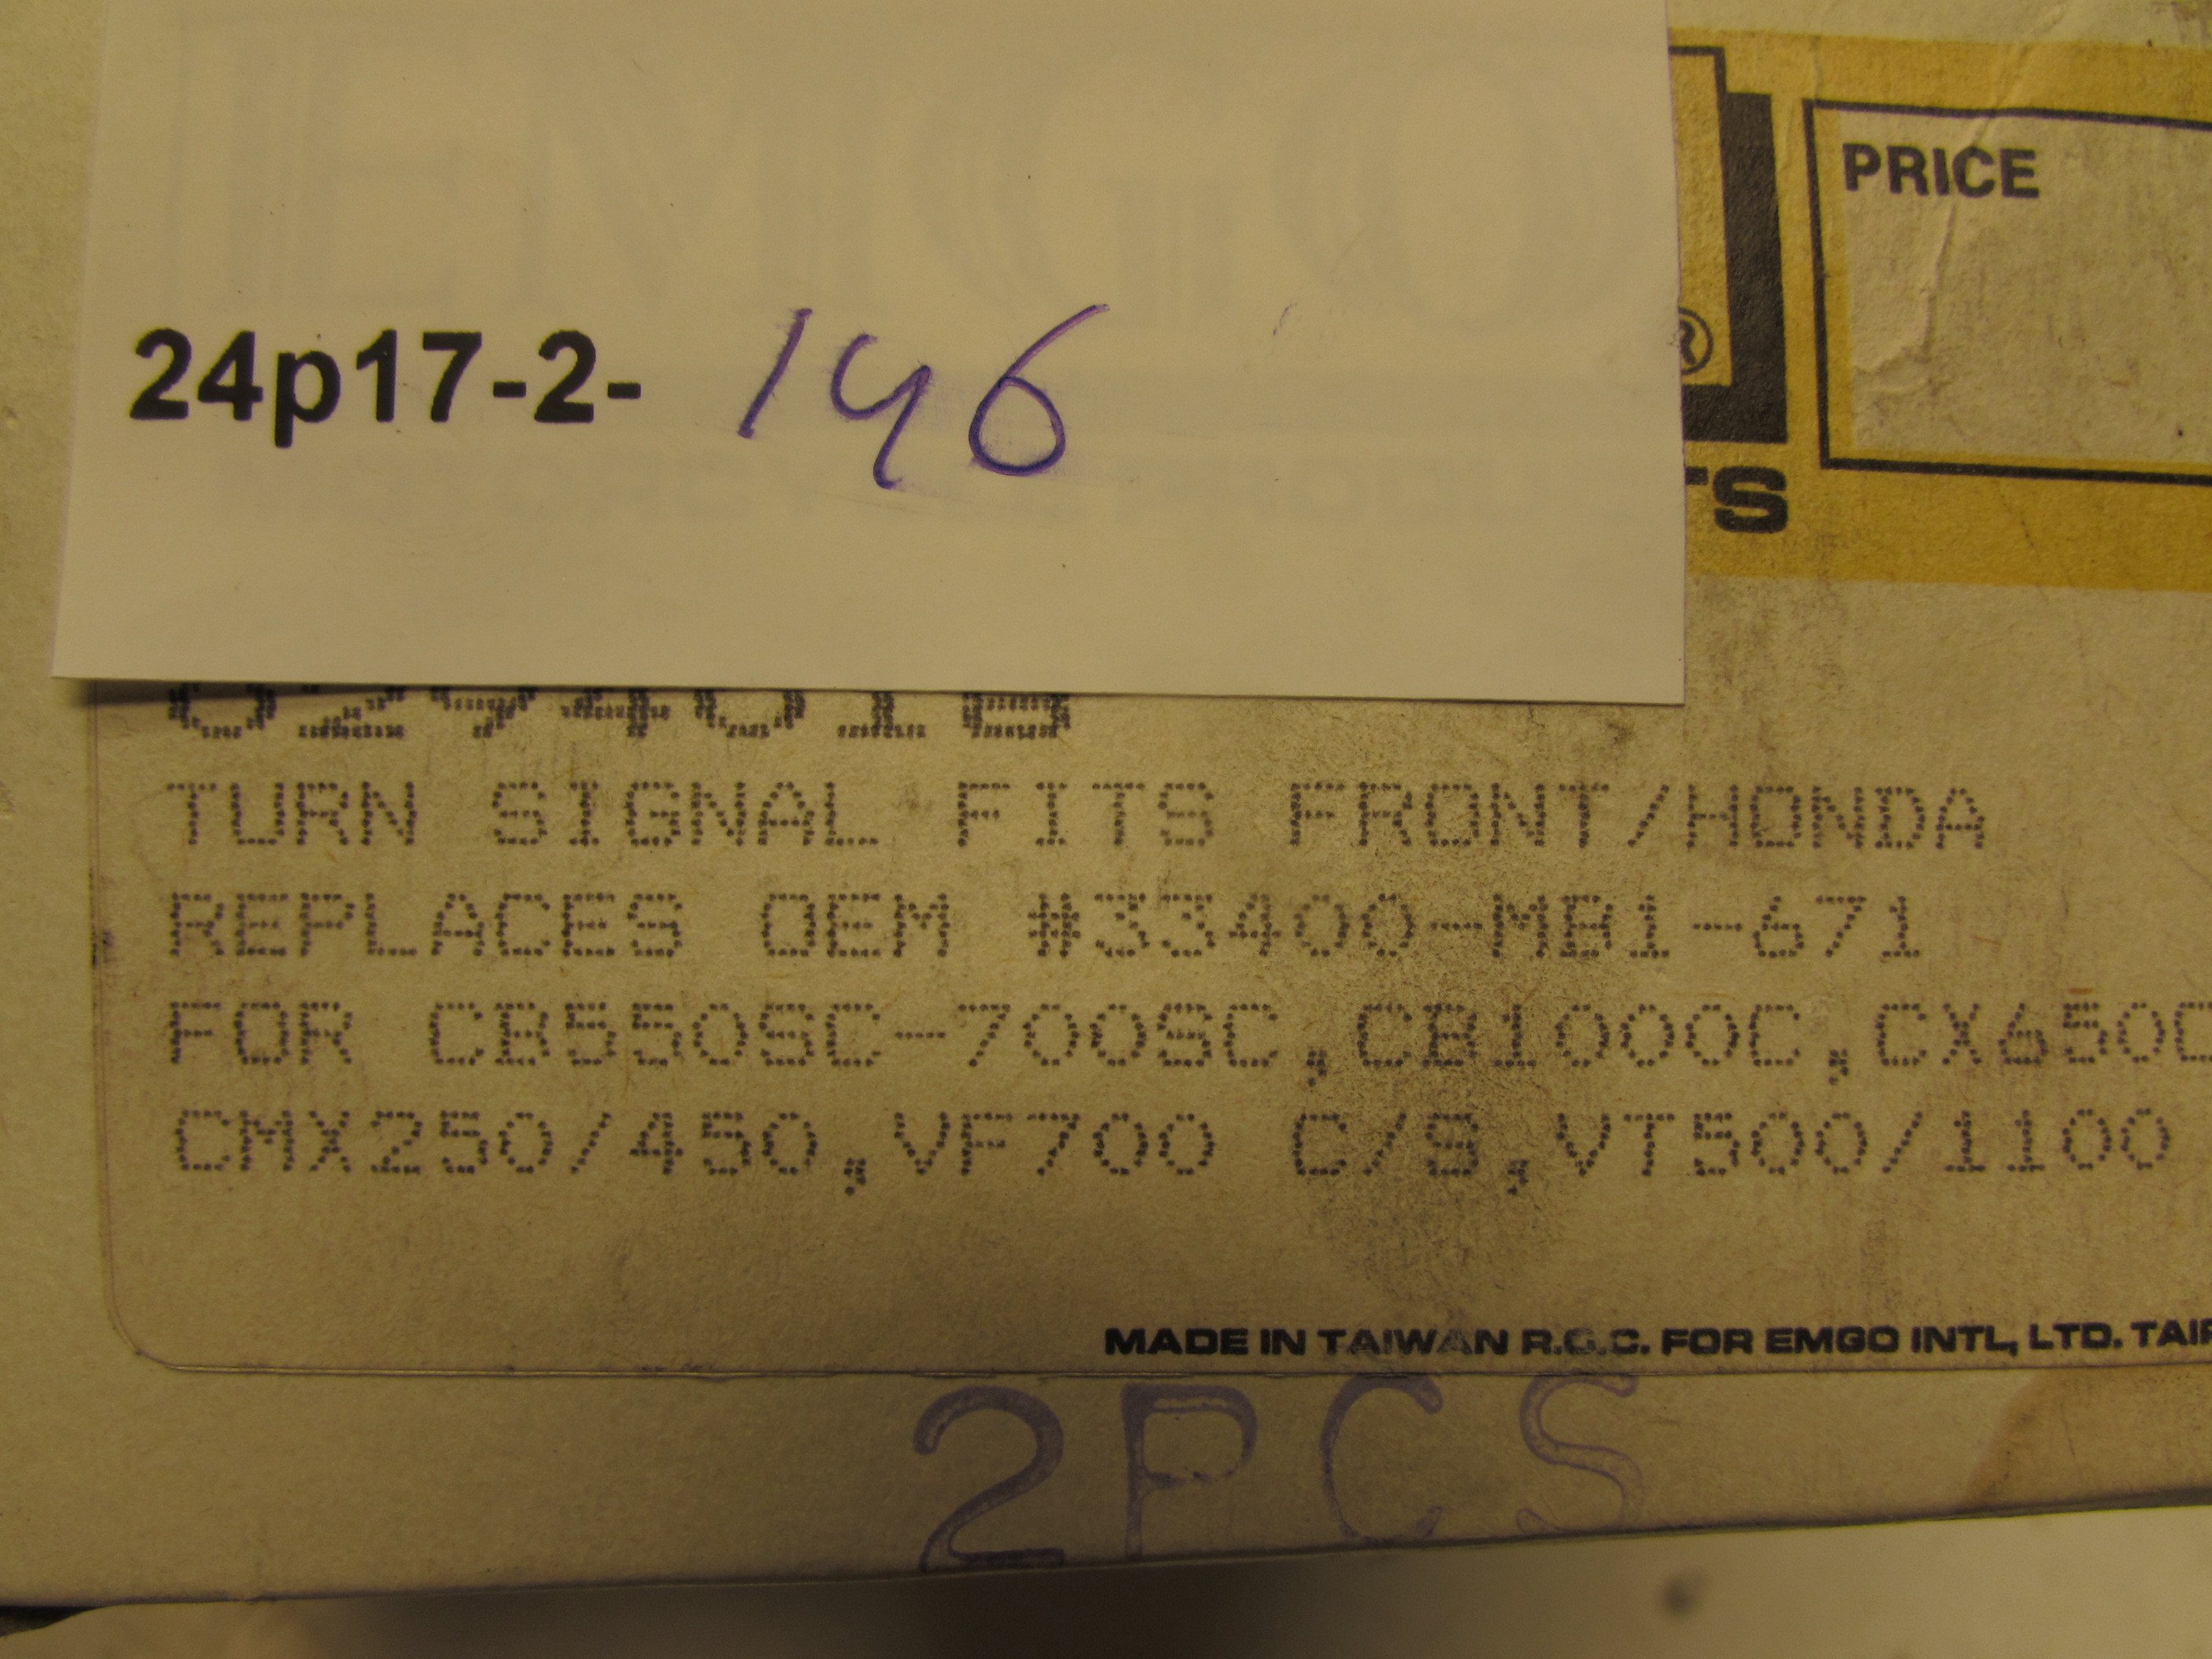 PRICE
24p17-2- 146
®
TS
TURN SIGNAL FITS FRONT/HONDA
REPLACES OEM #33400-MB1-671
FOR CB550SC-700SC,CB1000C,CX650C
CMX250/450,VF700 C/S,VT500/1100
MADE IN TAIWAN R.O.C. FOR EMGO INTL, LTD. TAIP
2PCS